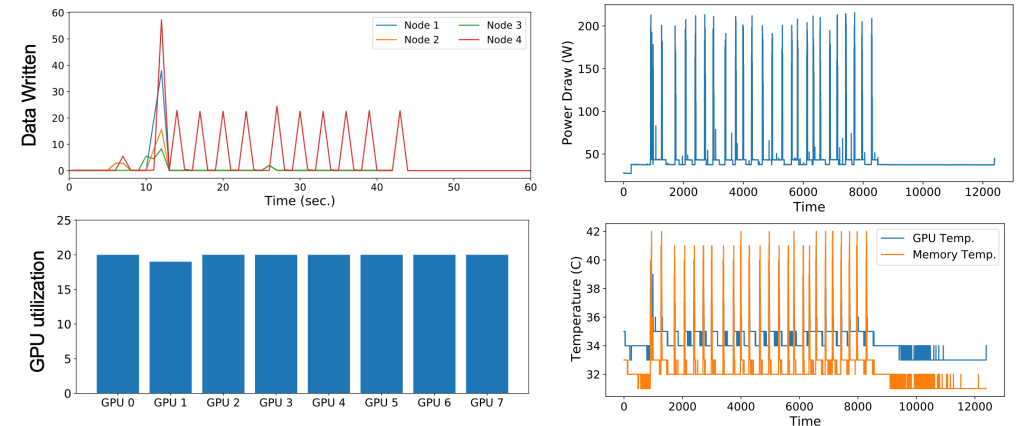 Data Written
60
50
40
30
20
10
0
Node 1
Node 2
Node 3
Node 4
0 10 20 30 40 50 60
Time (sec.)
Power Draw (W)
200
150
100
50
0 2000 4000 6000 8000 10000 12000
Time
GPU utilization
25
20
15
10
5
0
GPU 0 GPU 1 GPU 2 GPU 3 GPU 4 GPU 5 GPU 6 GPU 7
Temperature (C)
42
40
38
36
34
32
GPU Temp.
Memory Temp.
0 2000 4000 6000 8000 10000 12000
Time